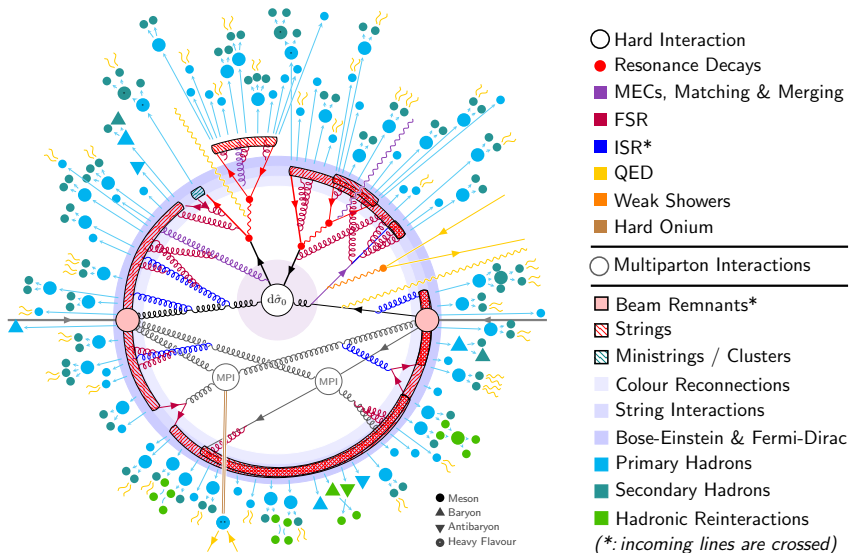 dσ̂₀
MPI
MPI
Meson
Baryon
Antibaryon
Heavy Flavour
Hard Interaction
Resonance Decays
MECs, Matching & Merging
FSR
ISR*
QED
Weak Showers
Hard Onium
Multiparton Interactions
Beam Remnants*
Strings
Ministrings / Clusters
Colour Reconnections
String Interactions
Bose-Einstein & Fermi-Dirac
Primary Hadrons
Secondary Hadrons
Hadronic Reinteractions
(*: incoming lines are crossed)